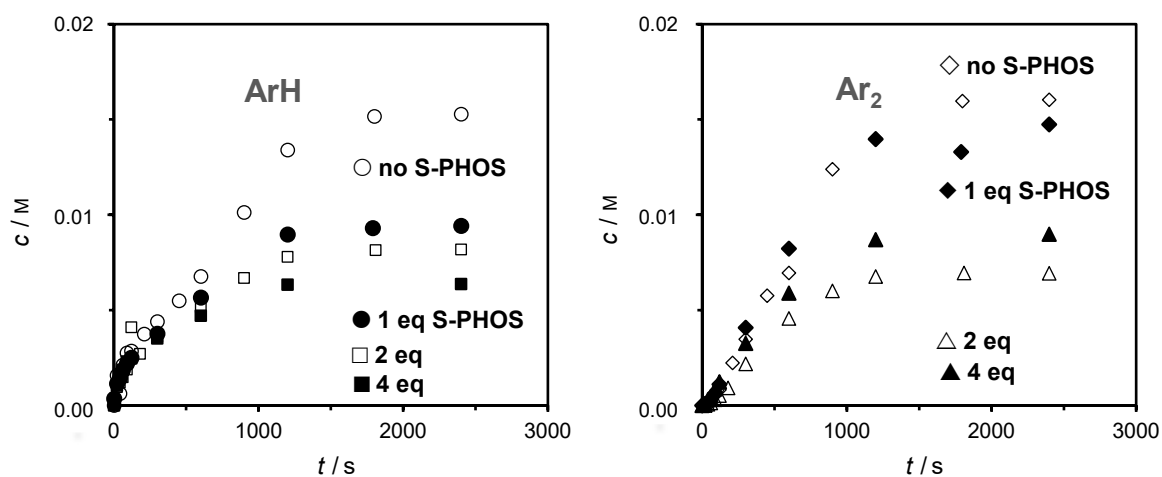 0.02
ArH
no S-PHOS
0.01
c / M
1 eq S-PHOS
2 eq
4 eq
0.00
0 1000 2000 3000
t / s
0.02
no S-PHOS
Ar₂
1 eq S-PHOS
0.01
c / M
2 eq
4 eq
0.00
0 1000 2000 3000
t / s